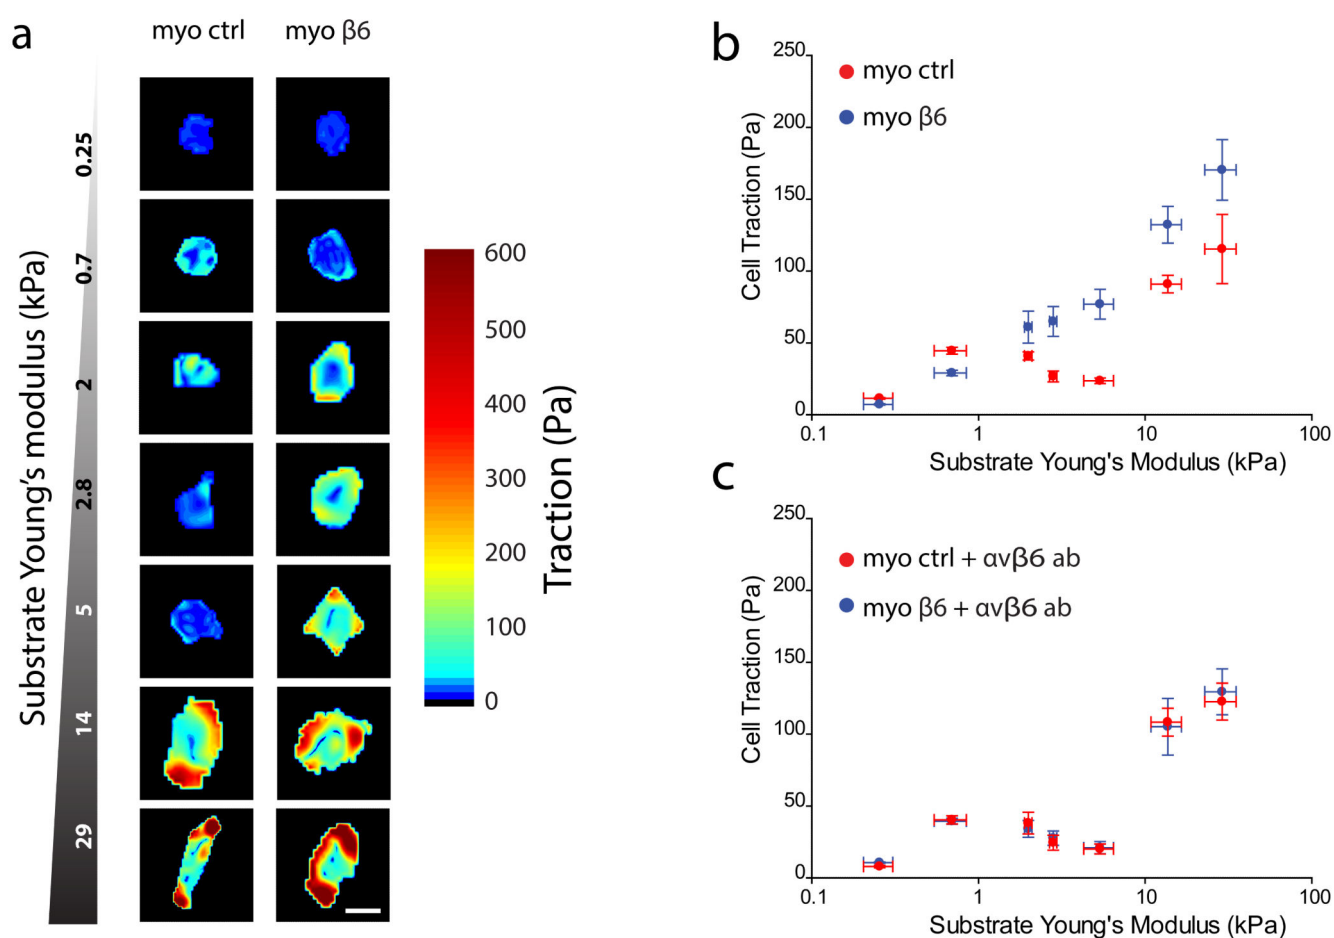 a
myo ctrl
myo β6
Substrate Young's modulus (kPa)
0.25
0.7
2
2.8
5
14
29
600
500
400
300
200
100
0
Traction (Pa)
b
250
200
150
100
50
0
Cell Traction (Pa)
myo ctrl
myo β6
0.1
1
10
100
Substrate Young's Modulus (kPa)
c
250
200
150
100
50
0
Cell Traction (Pa)
myo ctrl + αvβ6 ab
myo β6 + αvβ6 ab
0.1
1
10
100
Substrate Young's Modulus (kPa)